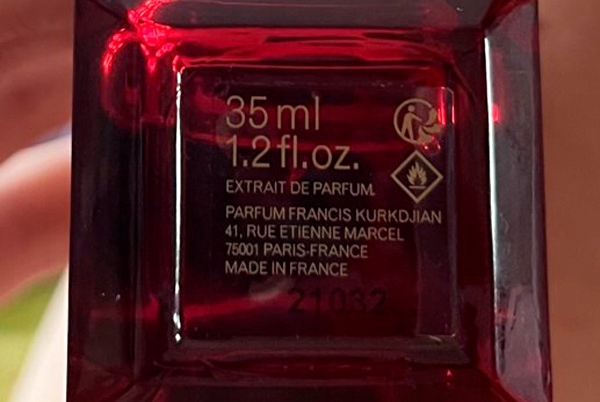 35 ml
1.2 fl.oz.
EXTRAIT DE PARFUM.
PARFUM FRANCIS KURKDJIAN
41, RUE ETIENNE MARCEL
75001 PARIS-FRANCE
MADE IN FRANCE
21032